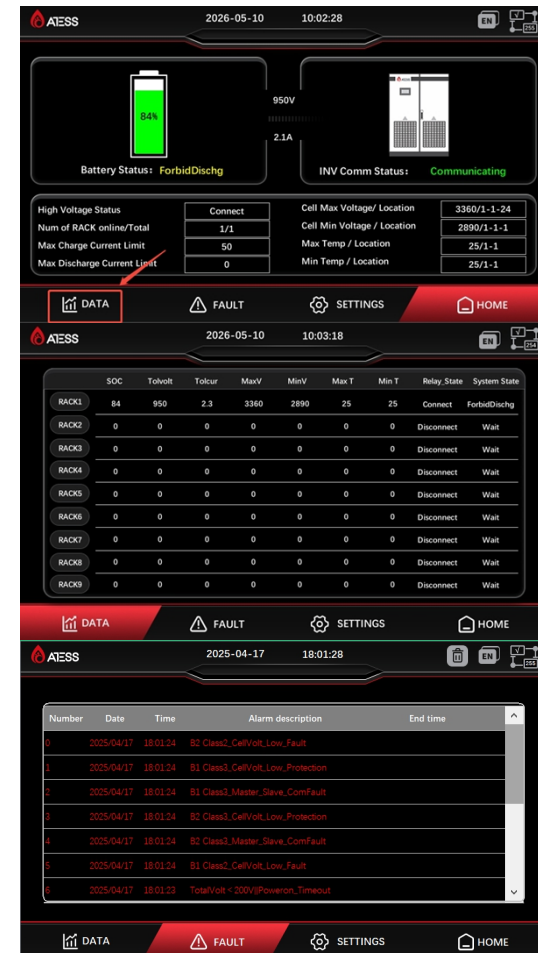 ATESS 2026-05-10 10:02:28 EN 255
84%
950V
2.1A
Battery Status: ForbidDischg
INV Comm Status: Communicating
High Voltage Status Connect Cell Max Voltage/ Location 3360/1-1-24
Num of RACK online/Total 1/1 Cell Min Voltage / Location 2890/1-1-1
Max Charge Current Limit 50 Max Temp / Location 25/1-1
Max Discharge Current Limit 0 Min Temp / Location 25/1-1
DATA FAULT SETTINGS HOME
ATESS 2026-05-10 10:03:18 EN 254
SOC Tolvolt Tolcur MaxV MinV Max T Min T Relay_State System State
RACK1 84 950 2.3 3360 2890 25 25 Connect ForbidDischg
RACK2 0 0 0 0 0 0 0 Disconnect Wait
RACK3 0 0 0 0 0 0 0 Disconnect Wait
RACK4 0 0 0 0 0 0 0 Disconnect Wait
RACK5 0 0 0 0 0 0 0 Disconnect Wait
RACK6 0 0 0 0 0 0 0 Disconnect Wait
RACK7 0 0 0 0 0 0 0 Disconnect Wait
RACK8 0 0 0 0 0 0 0 Disconnect Wait
RACK9 0 0 0 0 0 0 0 Disconnect Wait
DATA FAULT SETTINGS HOME
ATESS 2025-04-17 18:01:28 EN 255
Number Date Time Alarm description End time
0 2025/04/17 18:01:24 B2 Class2_CellVolt_Low_Fault
1 2025/04/17 18:01:24 B1 Class3_CellVolt_Low_Protection
2 2025/04/17 18:01:24 B1 Class3_Master_Slave_ComFault
3 2025/04/17 18:01:24 B2 Class3_CellVolt_Low_Protection
4 2025/04/17 18:01:24 B2 Class3_Master_Slave_ComFault
5 2025/04/17 18:01:24 B1 Class2_CellVolt_Low_Fault
6 2025/04/17 18:01:23 TotalVolt < 200V||Poweron_Timeout
DATA FAULT SETTINGS HOME